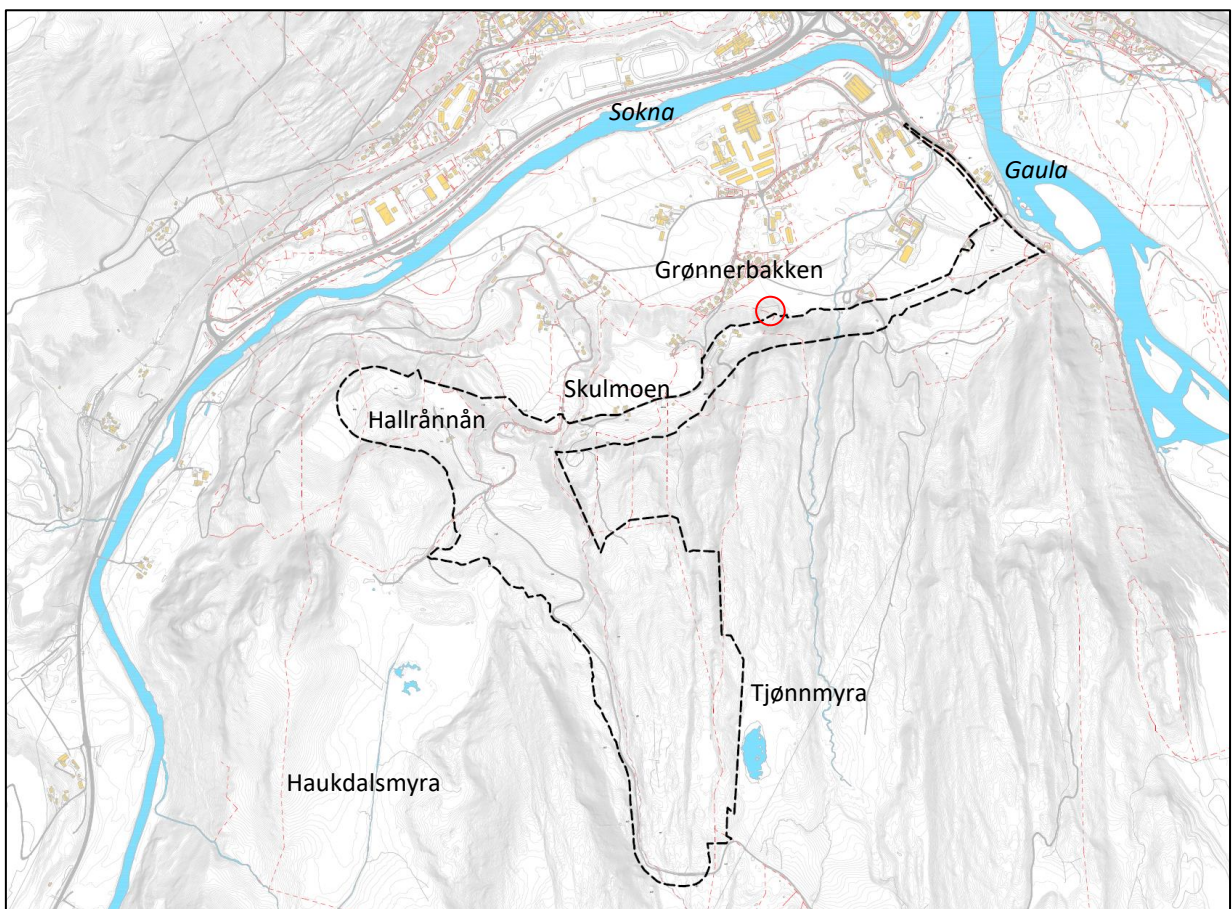 Sokna
Gaula
Grønnerbakken
Skulmoen
Hallrånnån
Tjønnmyra
Haukdalsmyra